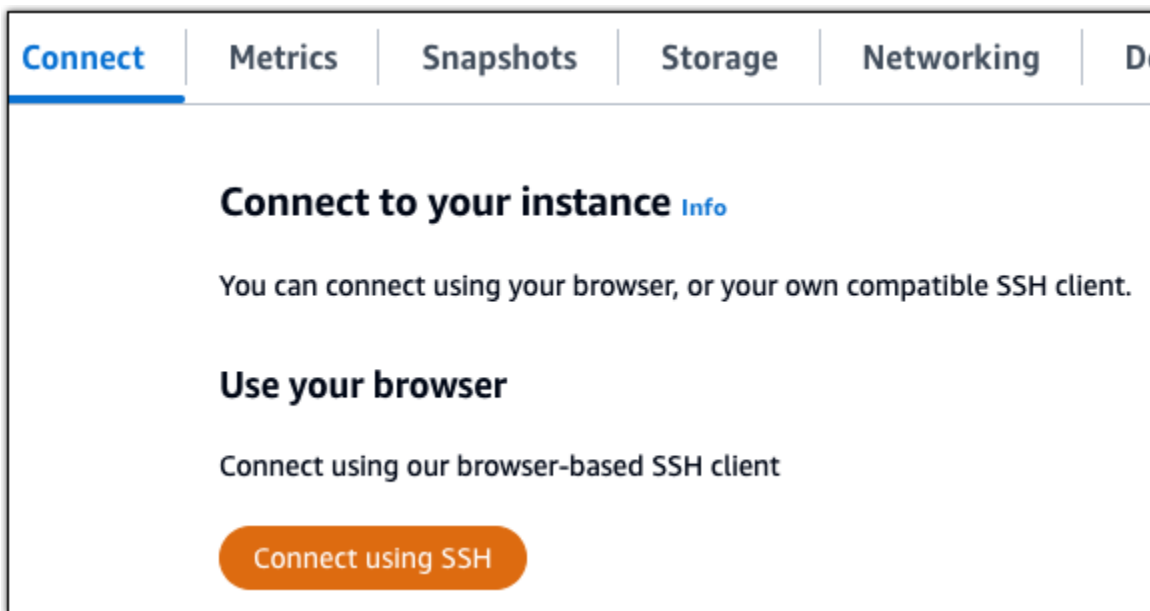 Connect Metrics Snapshots Storage Networking
Connect to your instance Info
You can connect using your browser, or your own compatible SSH client.
Use your browser
Connect using our browser-based SSH client
Connect using SSH